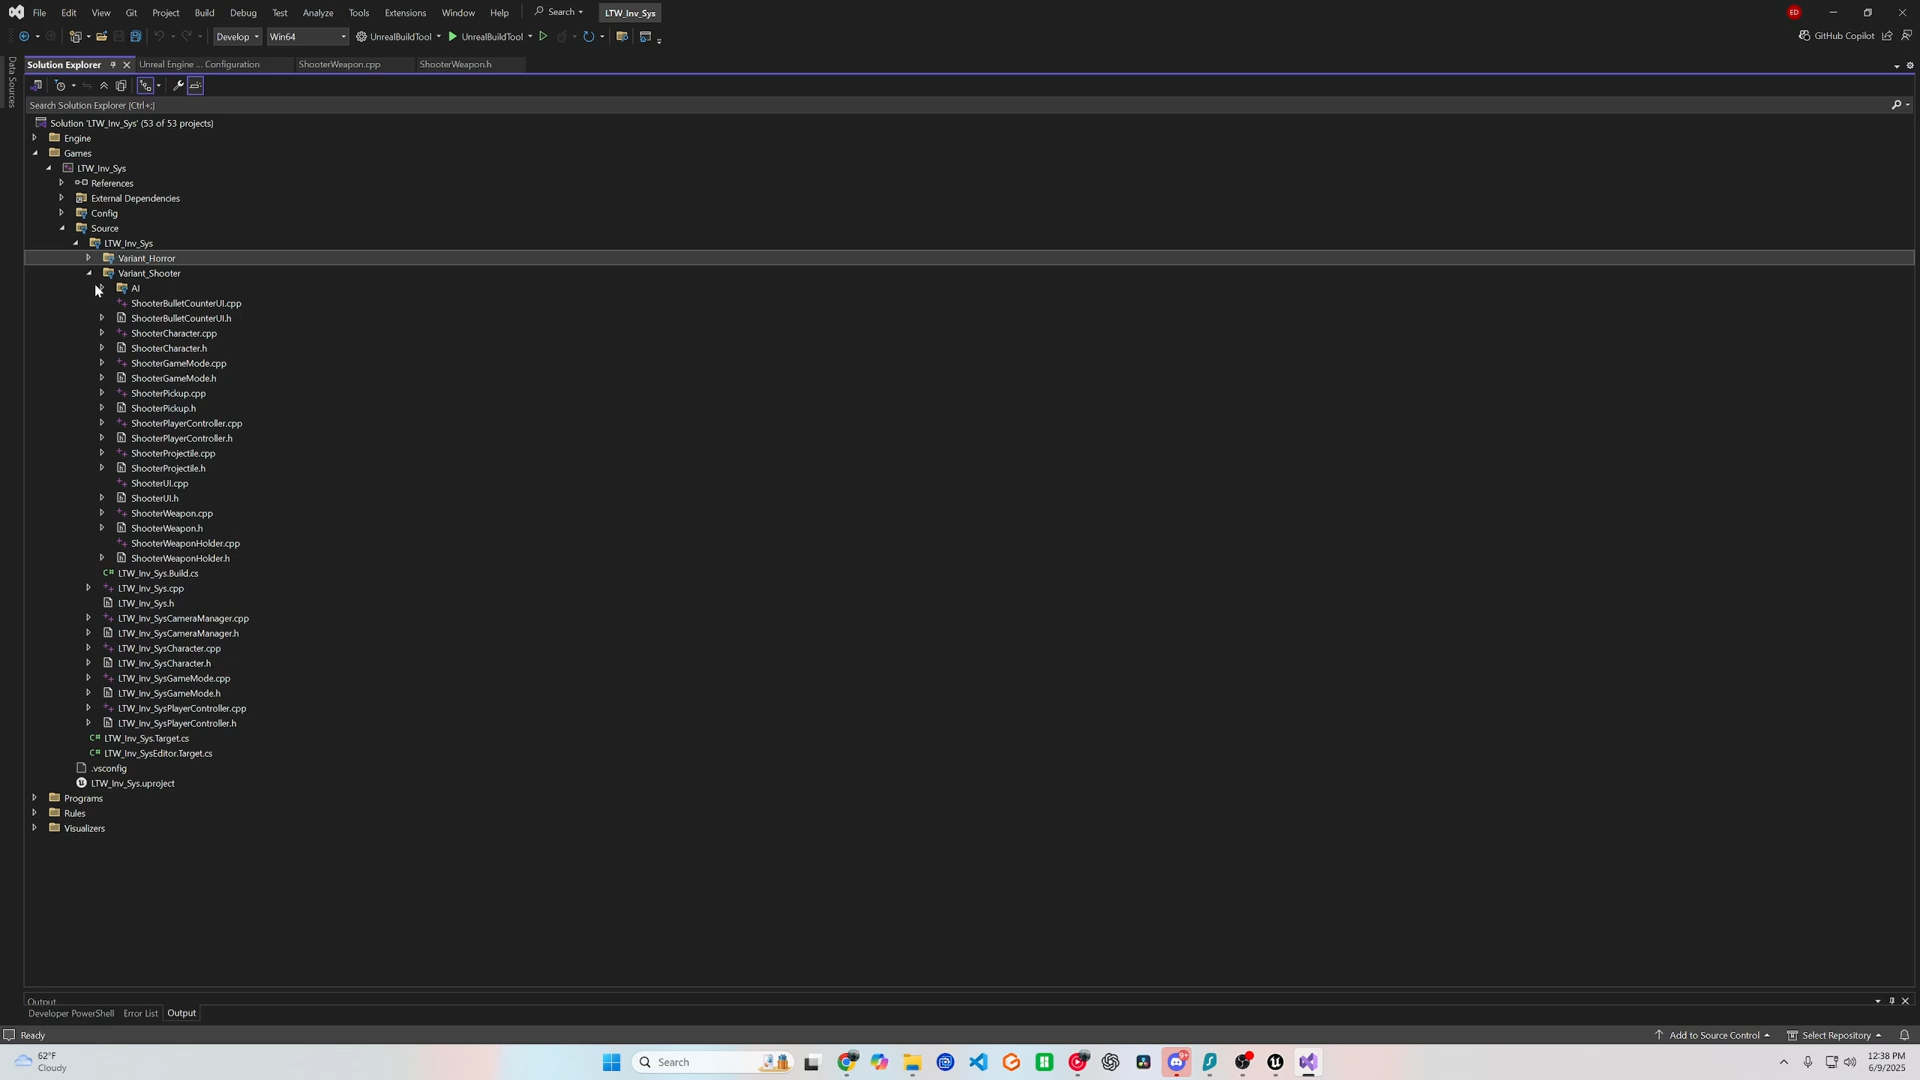 File Edit View Git Project Build Debug Test Analyze Tools Extensions Window Help Search LTW_Inv_Sys ED
Develop Win64 UnrealBuildTool UnrealBuildTool GitHub Copilot
Data Sources
Solution Explorer Unreal Engine ... Configuration ShooterWeapon.cpp ShooterWeapon.h
Search Solution Explorer (Ctrl+;)
Solution 'LTW_Inv_Sys' (53 of 53 projects)
Engine
Games
LTW_Inv_Sys
References
External Dependencies
Config
Source
LTW_Inv_Sys
Variant_Horror
Variant_Shooter
AI
ShooterBulletCounterUI.cpp
ShooterBulletCounterUI.h
ShooterCharacter.cpp
ShooterCharacter.h
ShooterGameMode.cpp
ShooterGameMode.h
ShooterPickup.cpp
ShooterPickup.h
ShooterPlayerController.cpp
ShooterPlayerController.h
ShooterProjectile.cpp
ShooterProjectile.h
ShooterUI.cpp
ShooterUI.h
ShooterWeapon.cpp
ShooterWeapon.h
ShooterWeaponHolder.cpp
ShooterWeaponHolder.h
C# LTW_Inv_Sys.Build.cs
LTW_Inv_Sys.cpp
LTW_Inv_Sys.h
LTW_Inv_SysCameraManager.cpp
LTW_Inv_SysCameraManager.h
LTW_Inv_SysCharacter.cpp
LTW_Inv_SysCharacter.h
LTW_Inv_SysGameMode.cpp
LTW_Inv_SysGameMode.h
LTW_Inv_SysPlayerController.cpp
LTW_Inv_SysPlayerController.h
C# LTW_Inv_Sys.Target.cs
C# LTW_Inv_SysEditor.Target.cs
.vsconfig
LTW_Inv_Sys.uproject
Programs
Rules
Visualizers
Output
Developer PowerShell Error List Output
Ready Add to Source Control Select Repository
62°F
Cloudy
Search
12:38 PM
6/9/2025